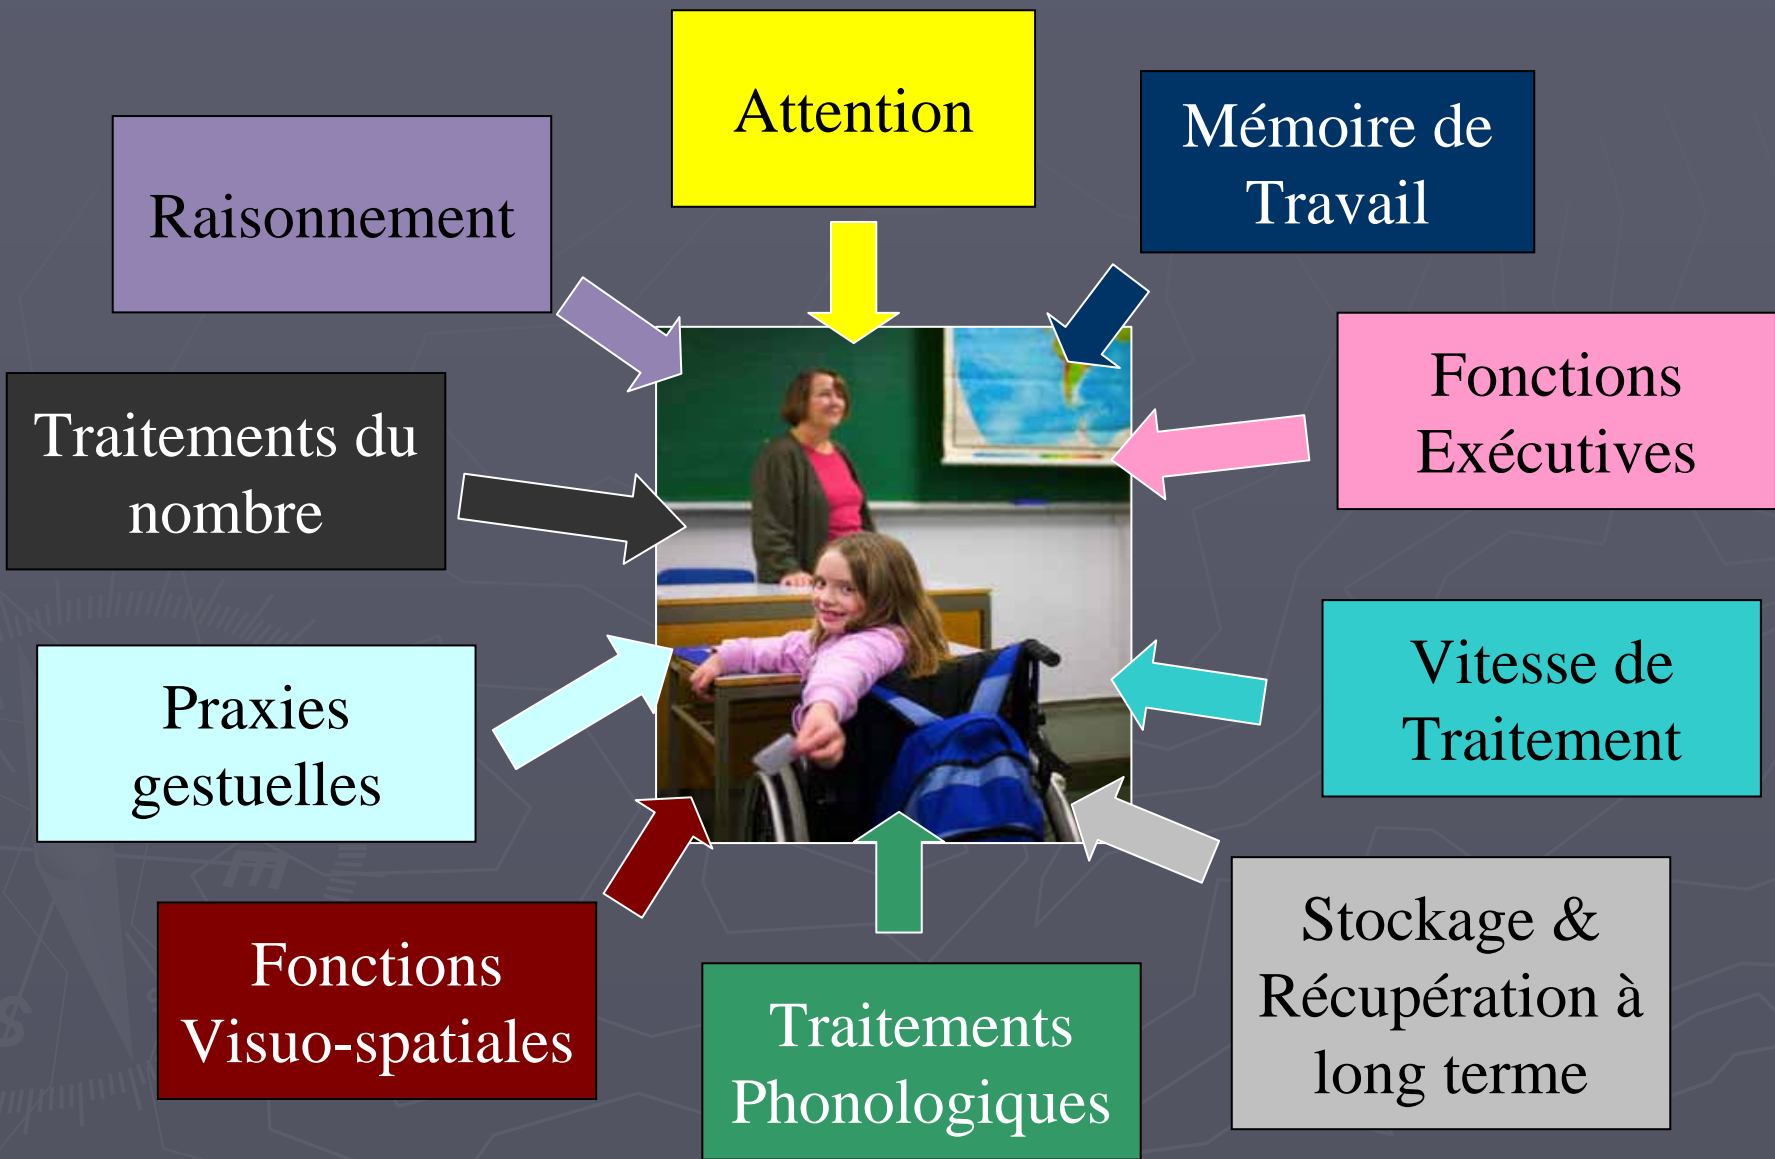 Attention
Mémoire de
Travail
Raisonnement
Fonctions
Exécutives
Traitements du
nombre
Vitesse de
Traitement
Praxies
gestuelles
Stockage &
Récupération à
long terme
Fonctions
Visuo-spatiales
Traitements
Phonologiques